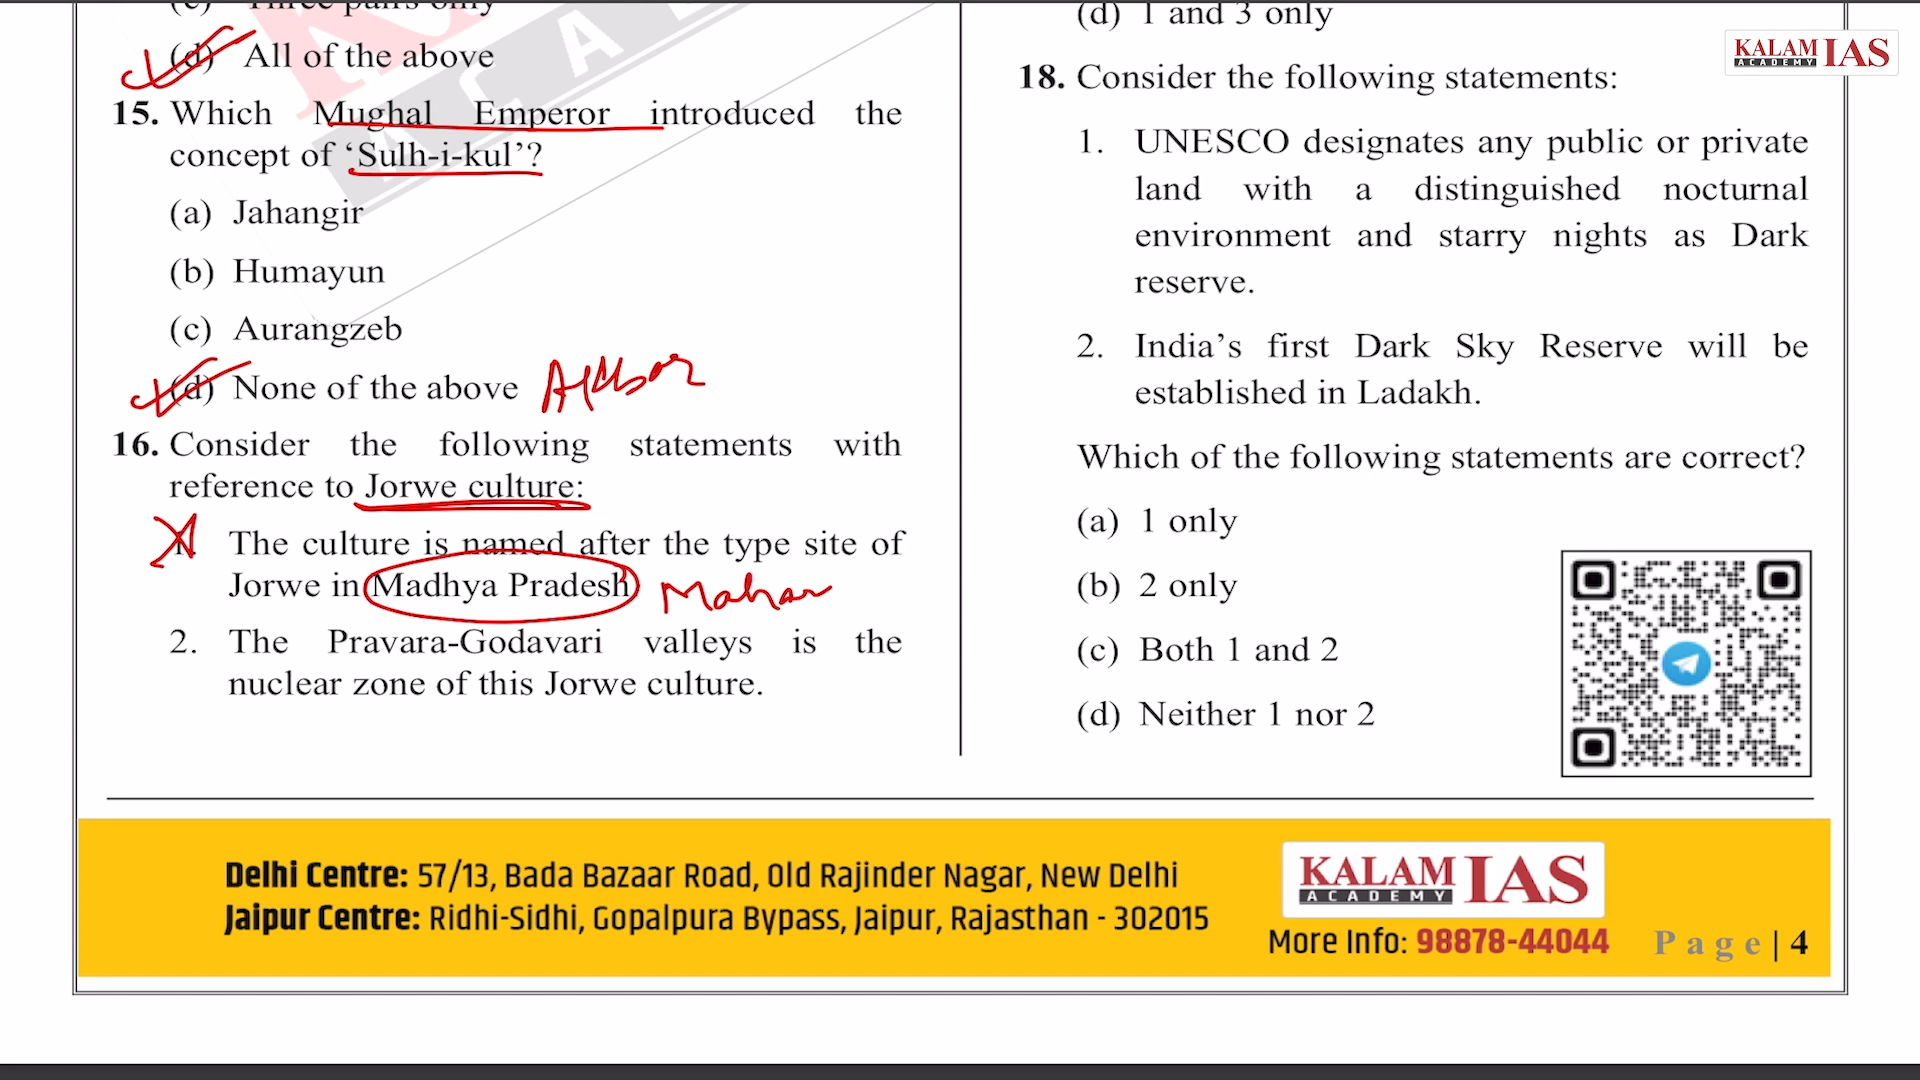 (d) All of the above
15. Which Mughal Emperor introduced the
concept of ‘Sulh-i-kul’?
(a) Jahangir
(b) Humayun
(c) Aurangzeb
(d) None of the above Akbar
16. Consider the following statements with
reference to Jorwe culture:
1. The culture is named after the type site of
Jorwe in Madhya Pradesh Mahar
2. The Pravara-Godavari valleys is the
nuclear zone of this Jorwe culture.
(d) 1 and 3 only
18. Consider the following statements:
1. UNESCO designates any public or private
land with a distinguished nocturnal
environment and starry nights as Dark
reserve.
2. India’s first Dark Sky Reserve will be
established in Ladakh.
Which of the following statements are correct?
(a) 1 only
(b) 2 only
(c) Both 1 and 2
(d) Neither 1 nor 2
KALAM IAS
ACADEMY
Delhi Centre: 57/13, Bada Bazaar Road, Old Rajinder Nagar, New Delhi
Jaipur Centre: Ridhi-Sidhi, Gopalpura Bypass, Jaipur, Rajasthan - 302015
KALAM IAS
ACADEMY
More Info: 98878-44044
Page | 4